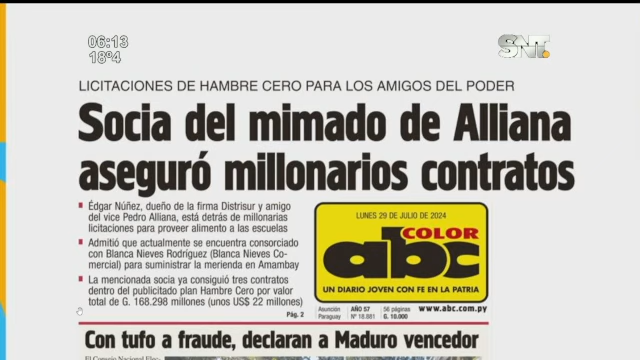 06:13
18°4
SNT.
LICITACIONES DE HAMBRE CERO PARA LOS AMIGOS DEL PODER
Socia del mimado de Alliana
aseguró millonarios contratos
Édgar Núñez, dueño de la firma Distrisur y amigo
del vice Pedro Alliana, está detrás de millonarias
licitaciones para proveer alimento a las escuelas
Admitió que actualmente se encuentra consorciado
con Blanca Nieves Rodríguez (Blanca Nieves Co-
mercial) para suministrar la merienda en Amambay
La mencionada socia ya consiguió tres contratos
dentro del publicitado plan Hambre Cero por valor
total de G. 168.298 millones (unos US$ 22 millones)
Pág. 2
LUNES 29 DE JULIO DE 2024
abc COLOR
UN DIARIO JOVEN CON FE EN LA PATRIA
Asunción
Paraguay
AÑO 57
Nº 18.881
56 páginas
G. 10.000
www.abc.com.py
Con tufo a fraude, declaran a Maduro vencedor
El Consejo Nacional Elec-